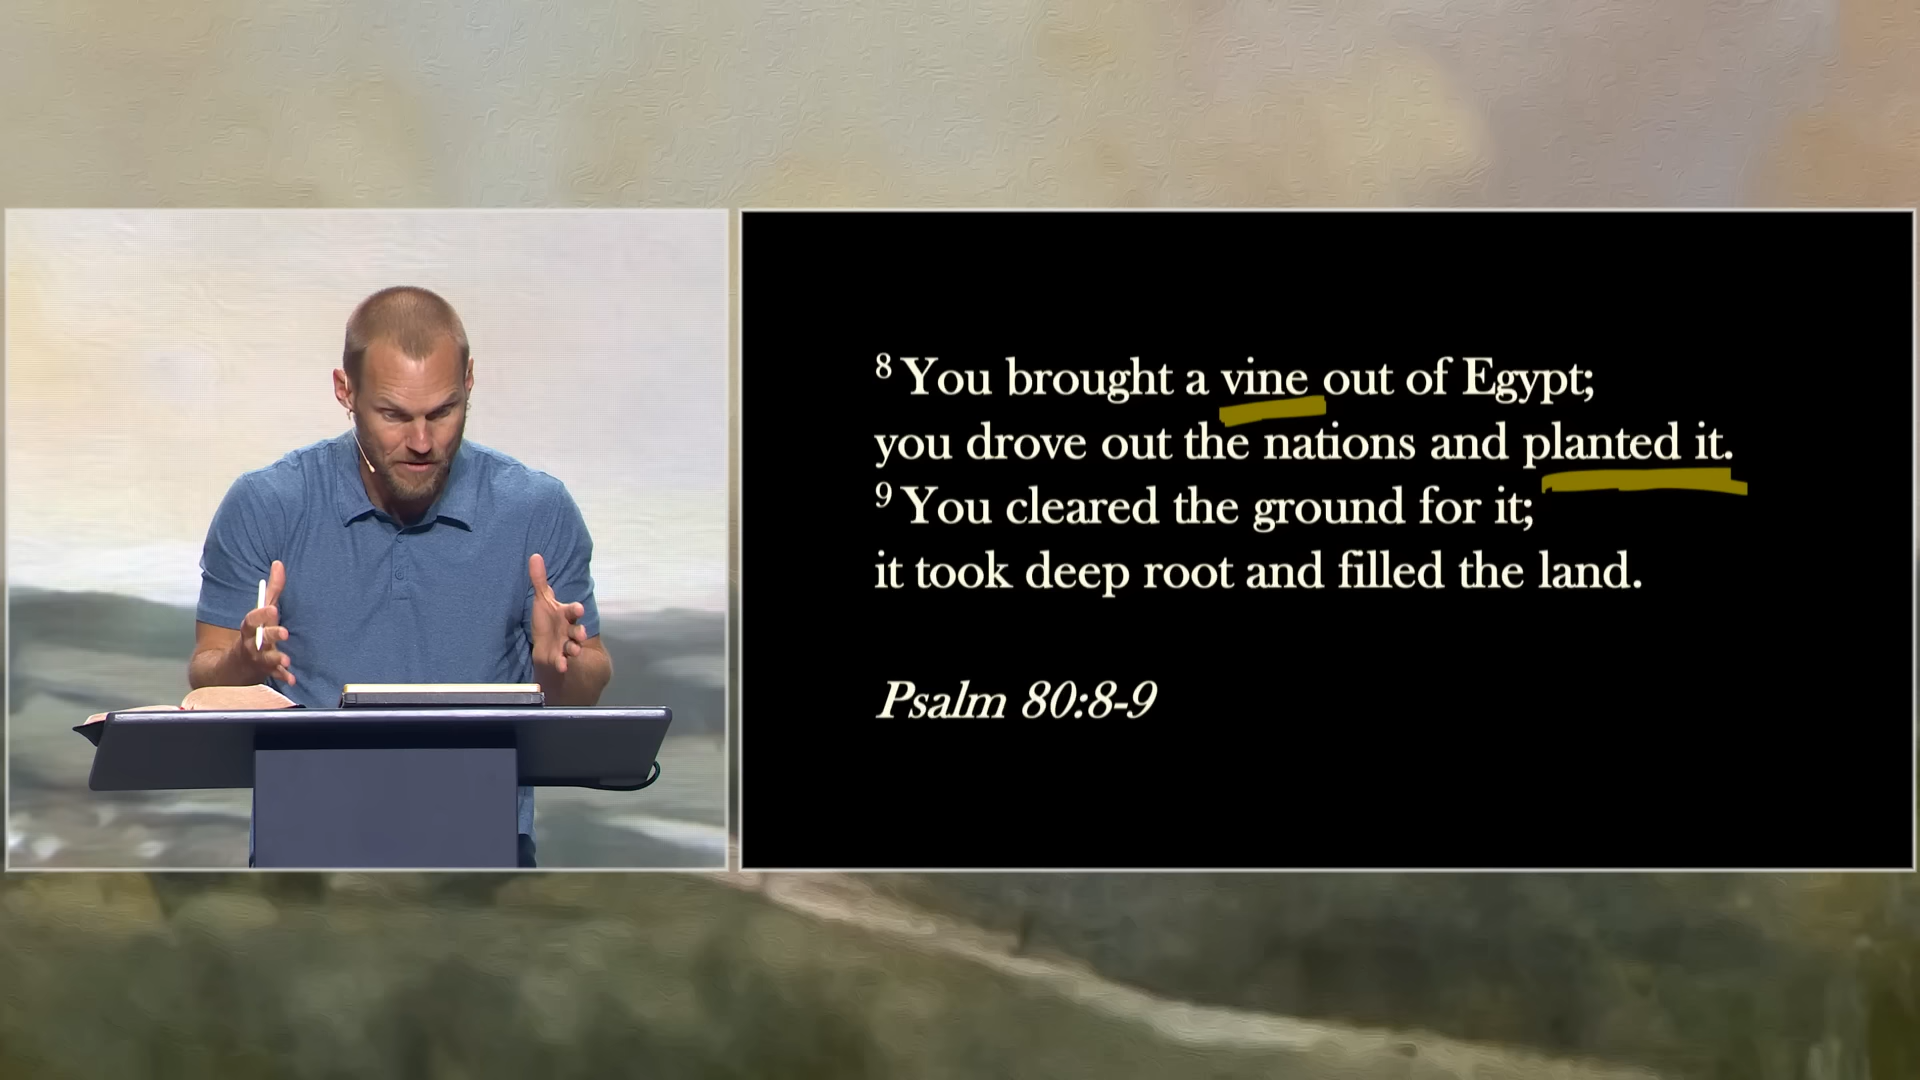 8 You brought a vine out of Egypt;
you drove out the nations and planted it.
9 You cleared the ground for it;
it took deep root and filled the land.
Psalm 80:8-9